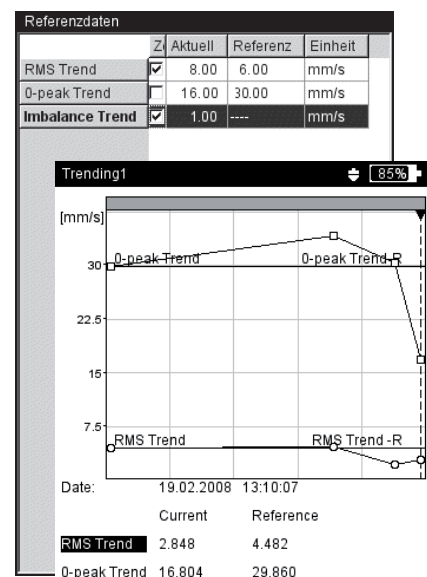 Referenzdaten
Ze Aktuell Referenz Einheit
RMS Trend 8.00 6.00 mm/s
0-peak Trend 16.00 30.00 mm/s
Imbalance Trend 1.00 ---- mm/s
Trending1 85%
[mm/s]
0-peak Trend 0-peak Trend-R
30
22.5
15
7.5
RMS Trend RMS Trend -R
Date: 19.02.2008 13:10:07
Current Reference
RMS Trend 2.848 4.482
0-peak Trend 16.804 29.860